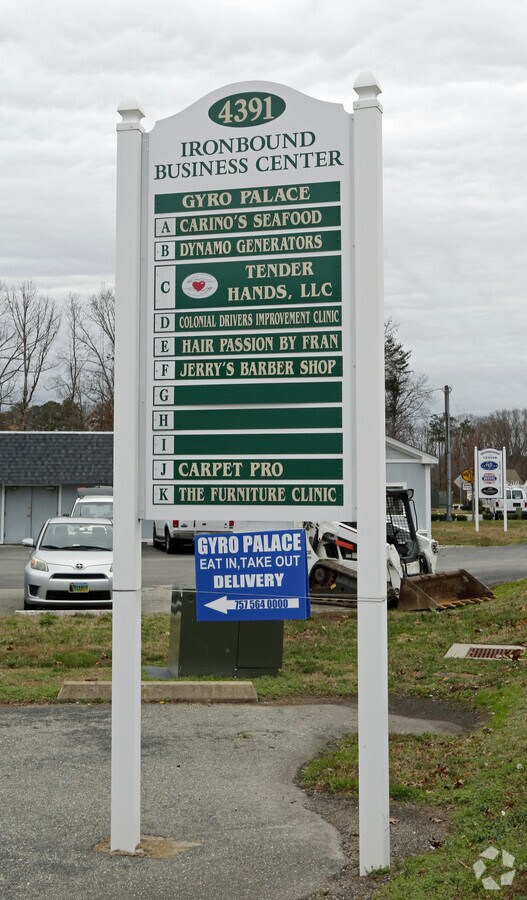 4391
IRONBOUND
BUSINESS CENTER
GYRO PALACE
A CARINO'S SEAFOOD
B DYNAMO GENERATORS
C TENDER
HANDS, LLC
D COLONIAL DRIVERS IMPROVEMENT CLINIC
E HAIR PASSION BY FRAN
F JERRY'S BARBER SHOP
G
H
I
J CARPET PRO
K THE FURNITURE CLINIC
GYRO PALACE
EAT IN,TAKE OUT
DELIVERY
757 564 0000